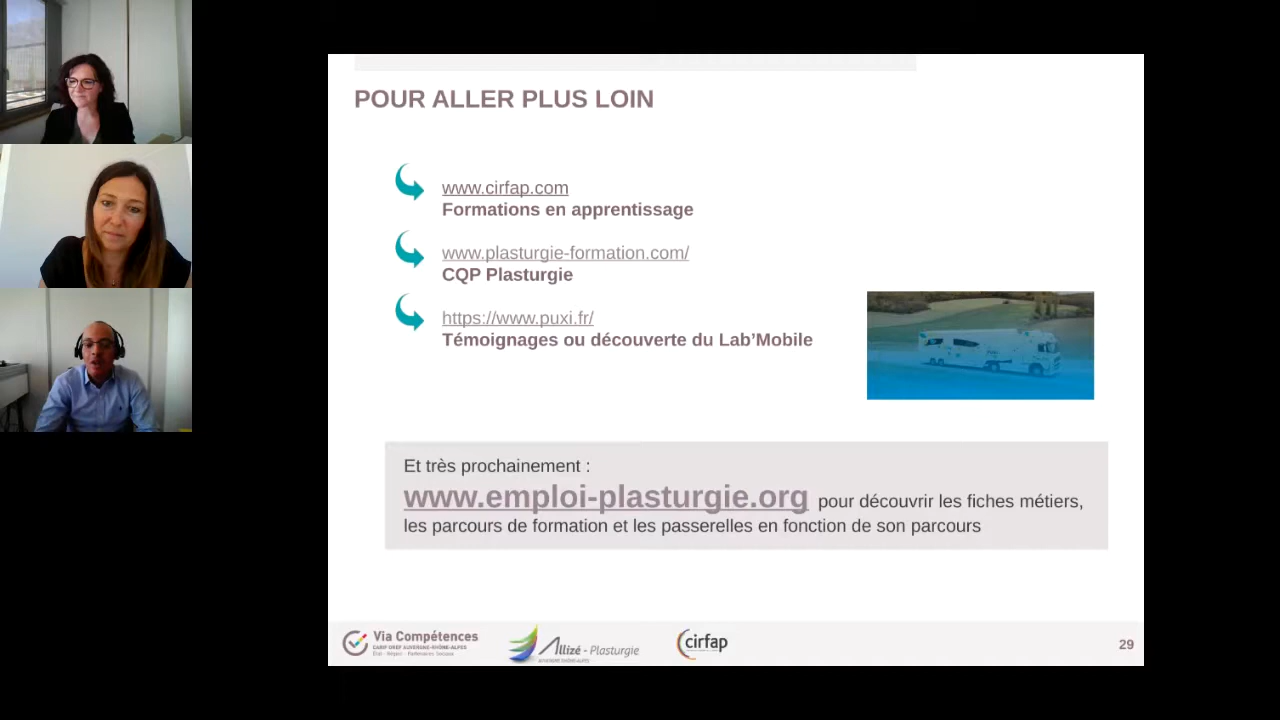 POUR ALLER PLUS LOIN
www.cirfap.com
Formations en apprentissage
www.plasturgie-formation.com/
CQP Plasturgie
https://www.puxi.fr/
Témoignages ou découverte du Lab’Mobile
Et très prochainement :
www.emploi-plasturgie.org pour découvrir les fiches métiers,
les parcours de formation et les passerelles en fonction de son parcours
Via Compétences
CARIF OREF AUVERGNE-RHÔNE-ALPES
État - Région - Partenaires Sociaux
Allizé - Plasturgie
AUVERGNE RHÔNE-ALPES
cirfap
29